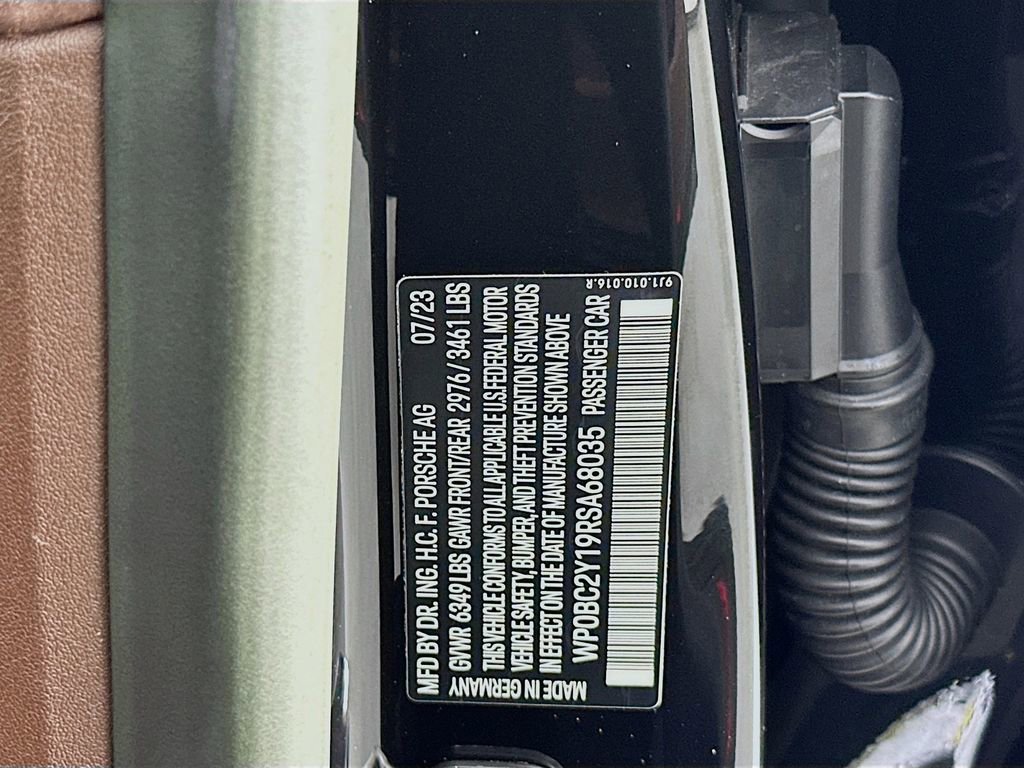 MFD BY DR. ING. H.C. F. PORSCHE AG 07/23
GVWR 6349 LBS GAWR FRONT/REAR 2976/3461 LBS
THIS VEHICLE CONFORMS TO ALL APPLICABLE U.S.FEDERAL MOTOR
VEHICLE SAFETY, BUMPER, AND THEFT PREVENTION STANDARDS
IN EFFECT ON THE DATE OF MANUFACTURE SHOWN ABOVE
MADE IN GERMANY
WP0BC2Y19RSA68035 PASSENGER CAR
9J1.010.016.R